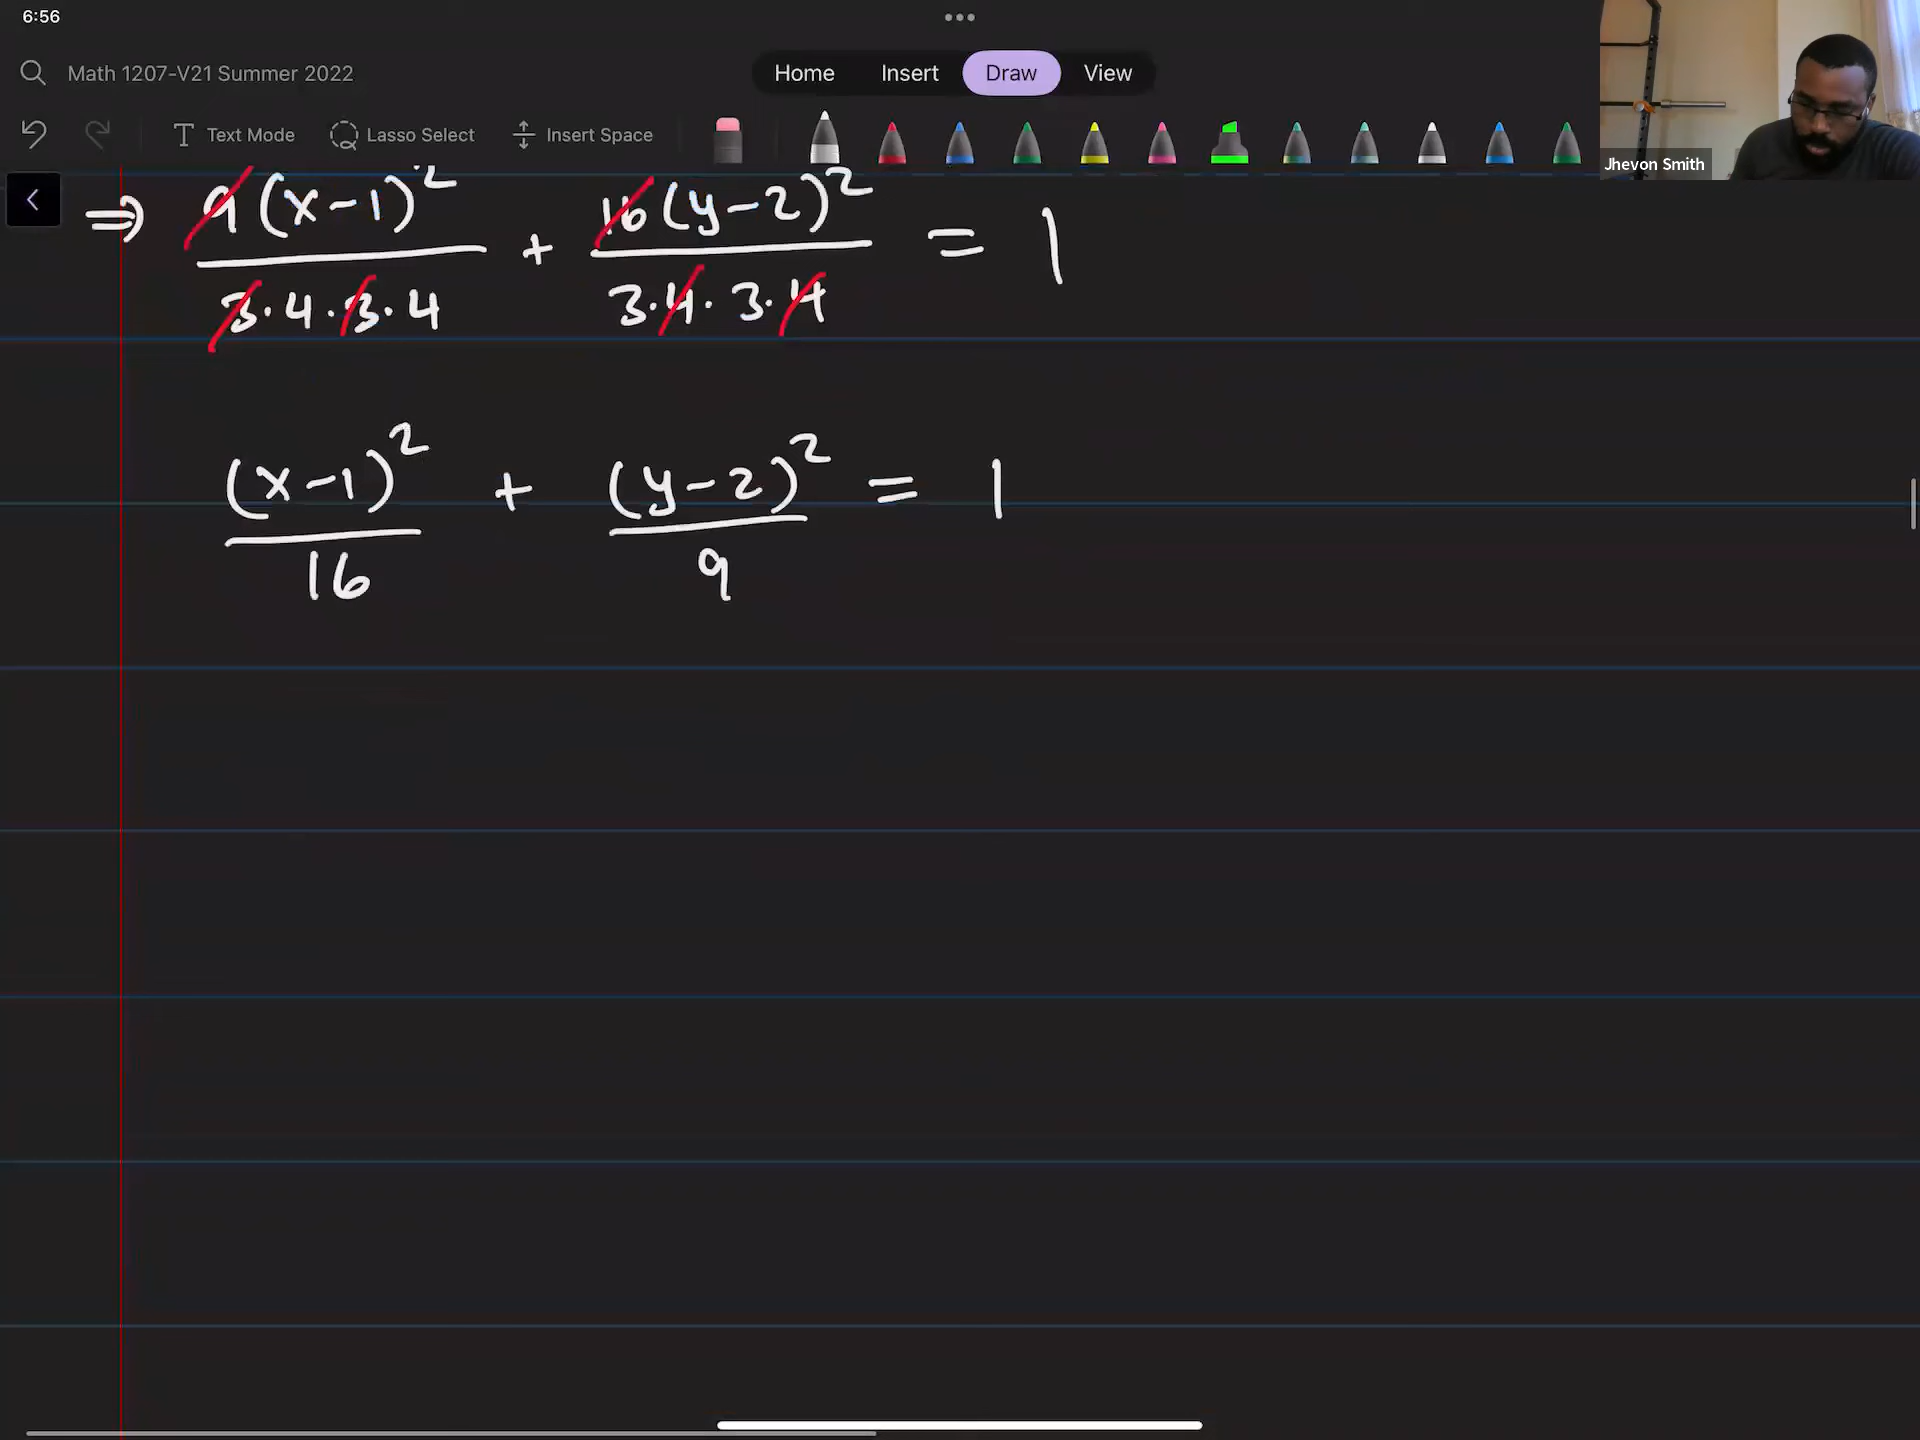 6:56
Math 1207-V21 Summer 2022
Home Insert Draw View
Text Mode Lasso Select Insert Space
Jhevon Smith
⇒ 9(x-1)²/(3·4·3·4) + 16(y-2)²/(3·4·3·4) = 1
(x-1)²/16 + (y-2)²/9 = 1